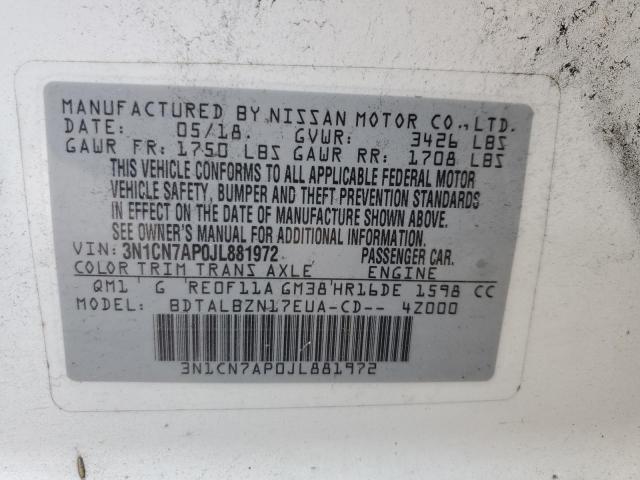 MANUFACTURED BY NISSAN MOTOR CO.,LTD.
DATE: 05/18. GVWR: 3426 LBS
GAWR FR: 1750 LBS GAWR RR: 1708 LBS
THIS VEHICLE CONFORMS TO ALL APPLICABLE FEDERAL MOTOR
VEHICLE SAFETY, BUMPER AND THEFT PREVENTION STANDARDS
IN EFFECT ON THE DATE OF MANUFACTURE SHOWN ABOVE.
SEE OWNER'S MANUAL FOR ADDITIONAL INFORMATION.
VIN: 3N1CN7AP0JL881972 PASSENGER CAR.
COLOR TRIM TRANS AXLE ENGINE
QM1 G RE0F11A GM38 HR16DE 1598 CC
MODEL: BDTALBZN17EUA-CD-- 4Z000
3N1CN7AP0JL881972